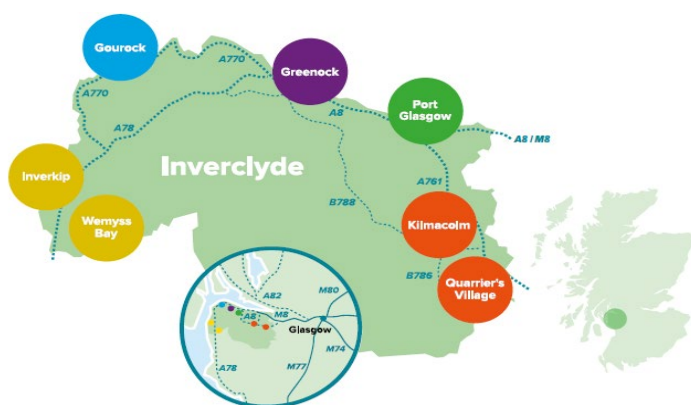 Gourock
A770
Greenock
A770
A8
Port
Glasgow
A8 / M8
A78
Inverclyde
Inverkip
A761
Wemyss
Bay
B788
Kilmacolm
B786
Quarrier's
Village
A82
M80
A8
M8
Glasgow
M74
M77
A78